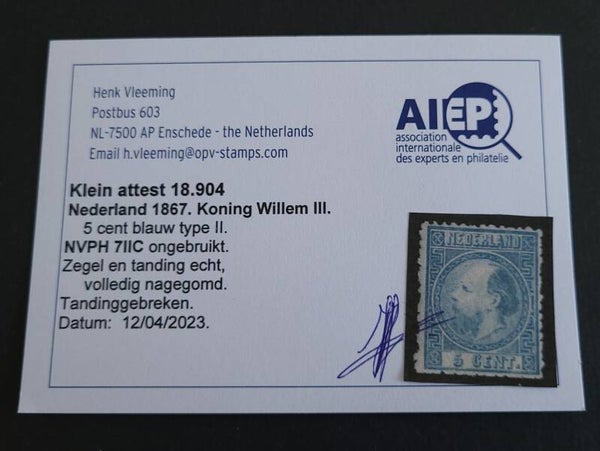 Henk Vleeming
Postbus 603
NL-7500 AP Enschede - the Netherlands
Email h.vleeming@opv-stamps.com
AIEP
association
internationale
des experts en philatelie
Klein attest 18.904
Nederland 1867. Koning Willem III.
5 cent blauw type II.
NVPH 7IIC ongebruikt.
Zegel en tanding echt,
volledig nagegomd.
Tandinggebreken.
Datum: 12/04/2023.
NEDERLAND
5 CENT.